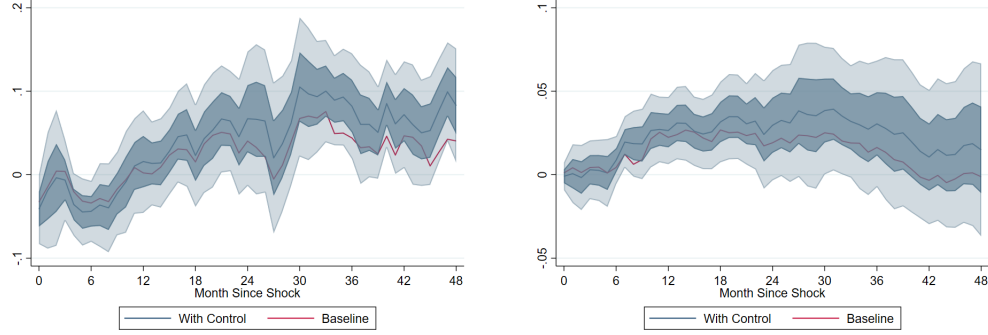 .2
.1
0
-.1
0 6 12 18 24 30 36 42 48
Month Since Shock
With Control Baseline
.1
.05
0
-.05
0 6 12 18 24 30 36 42 48
Month Since Shock
With Control Baseline